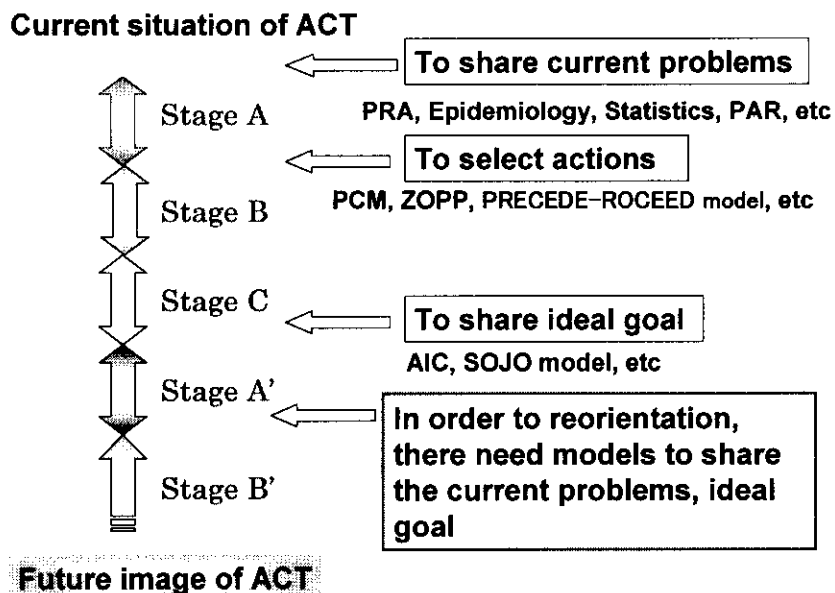 Current situation of ACT
To share current problems
Stage A
PRA, Epidemiology, Statistics, PAR, etc
To select actions
PCM, ZOPP, PRECEDE-ROCEED model, etc
Stage B
Stage C
To share ideal goal
AIC, SOJO model, etc
Stage A'
In order to reorientation,
there need models to share
the current problems, ideal
goal
Stage B'
Future image of ACT